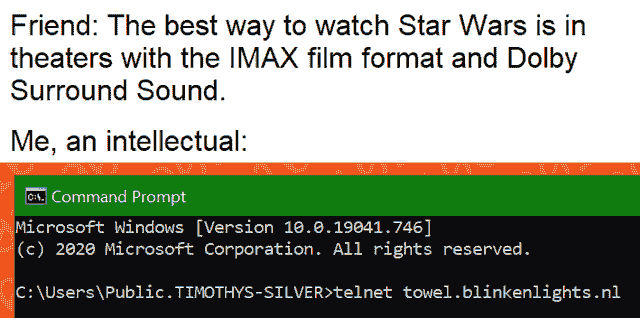 Friend: The best way to watch Star Wars is in
theaters with the IMAX film format and Dolby
Surround Sound.
Me, an intellectual:
C:\. Command Prompt
Microsoft Windows [Version 10.0.19041.746]
(c) 2020 Microsoft Corporation. All rights reserved.
C:\Users\Public.TIMOTHYS-SILVER>telnet towel.blinkenlights.nl